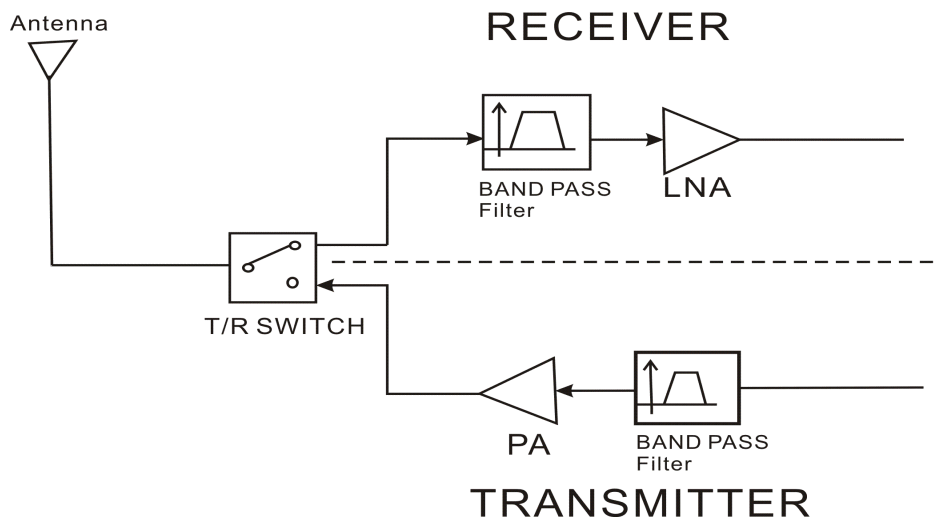 Antenna
RECEIVER
BAND PASS
Filter
LNA
T/R SWITCH
PA
BAND PASS
Filter
TRANSMITTER